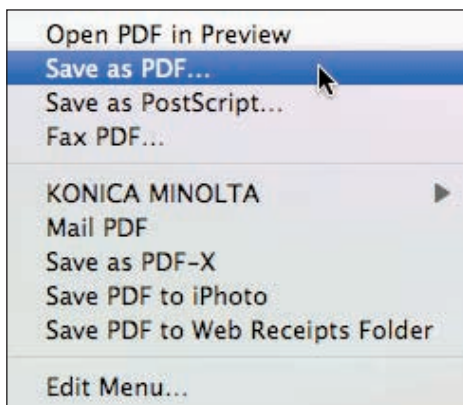 Open PDF in Preview
Save as PDF...
Save as PostScript...
Fax PDF...
KONICA MINOLTA
Mail PDF
Save as PDF-X
Save PDF to iPhoto
Save PDF to Web Receipts Folder
Edit Menu...